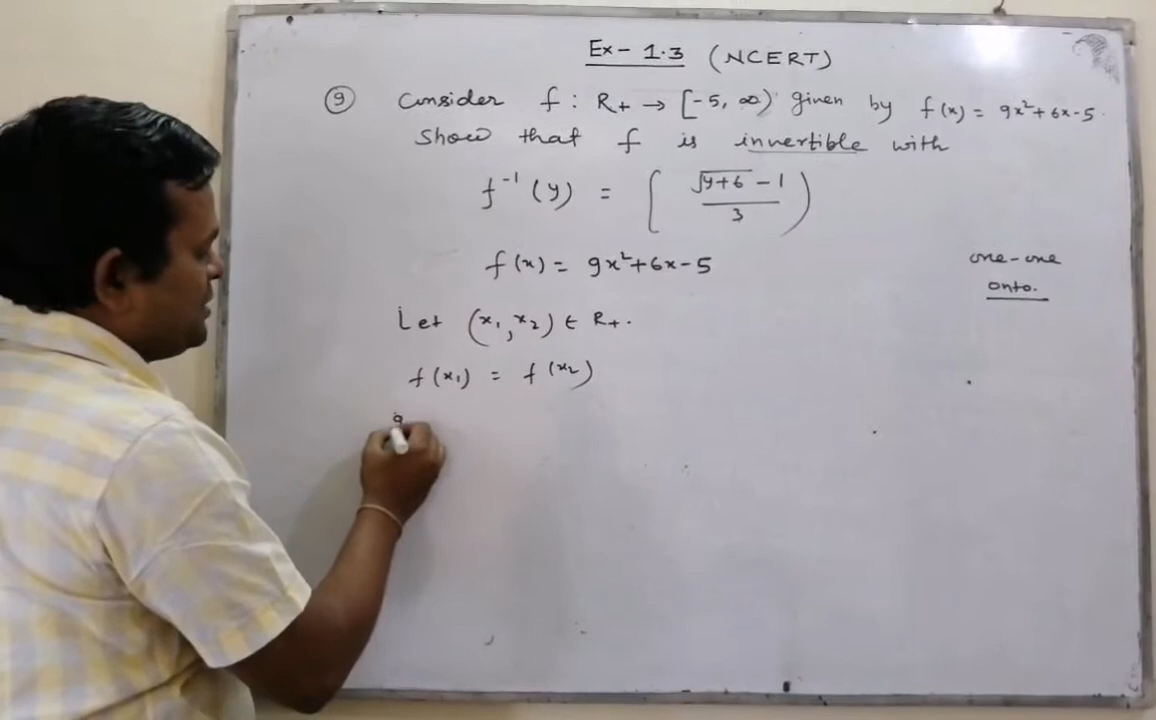 Ex- 1.3 (NCERT)
9 Consider f : R₊ → [-5, ∞) given by f(x) = 9x²+6x-5.
Show that f is invertible with
f⁻¹(y) = ( (√(y+6) - 1)/3 )
f(x) = 9x²+6x-5
one-one
onto.
Let (x₁, x₂) ∈ R₊.
f(x₁) = f(x₂)
9